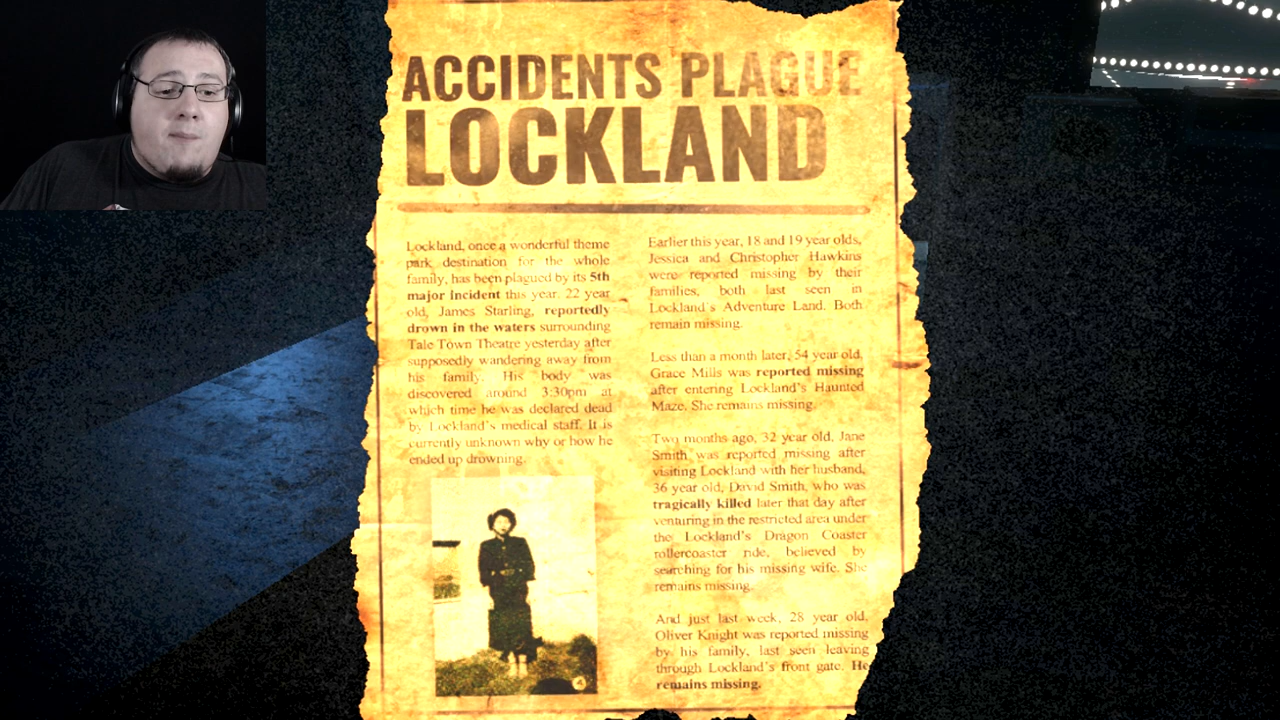 ACCIDENTS PLAGUE
LOCKLAND
Lockland, once a wonderful theme
park destination for the whole
family, has been plagued by its 5th
major incident this year. 22 year
old, James Starling, reportedly
drown in the waters surrounding
Tale Town Theatre yesterday after
supposedly wandering away from
his family. His body was
discovered around 3:30pm at
which time he was declared dead
by Lockland's medical staff. It is
currently unknown why or how he
ended up drowning.
4
Earlier this year, 18 and 19 year olds,
Jessica and Christopher Hawkins
were reported missing by their
families, both last seen in
Lockland's Adventure Land. Both
remain missing.
Less than a month later, 54 year old,
Grace Mills was reported missing
after entering Lockland's Haunted
Maze. She remains missing.
Two months ago, 32 year old, Jane
Smith was reported missing after
visiting Lockland with her husband,
36 year old, David Smith, who was
tragically killed later that day after
venturing in the restricted area under
the Lockland's Dragon Coaster
rollercoaster ride, believed by
searching for his missing wife. She
remains missing.
And just last week, 28 year old,
Oliver Knight was reported missing
by his family, last seen leaving
through Lockland's front gate. He
remains missing.